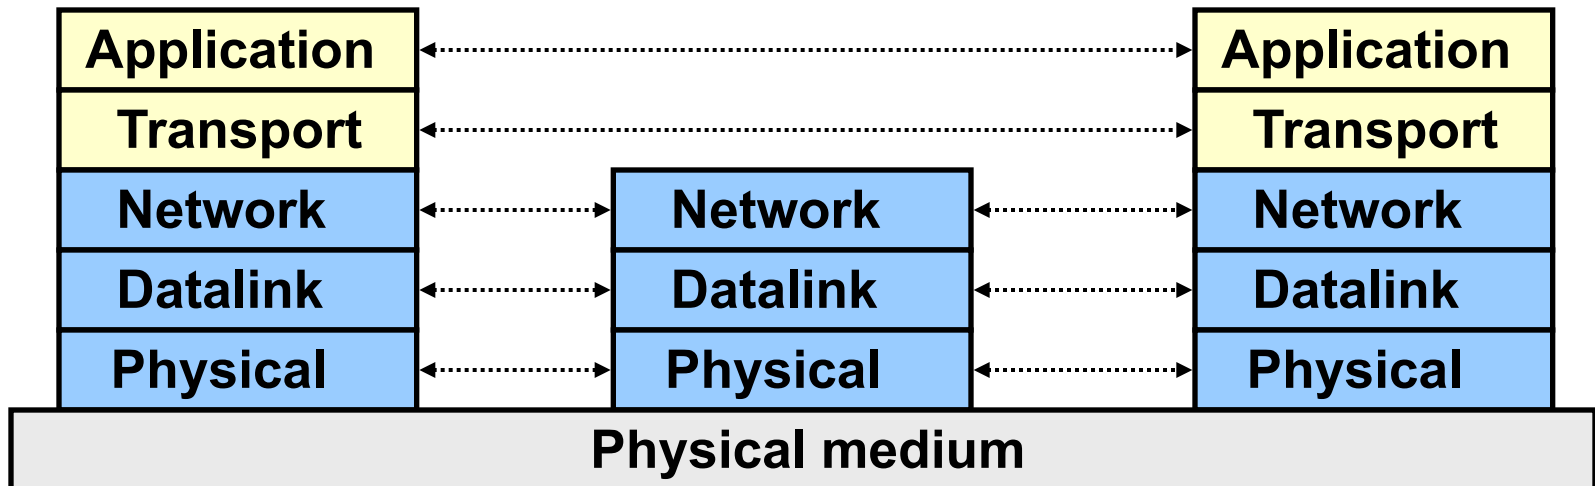 Application Application
Transport Transport
Network Network Network
Datalink Datalink Datalink
Physical Physical Physical
Physical medium